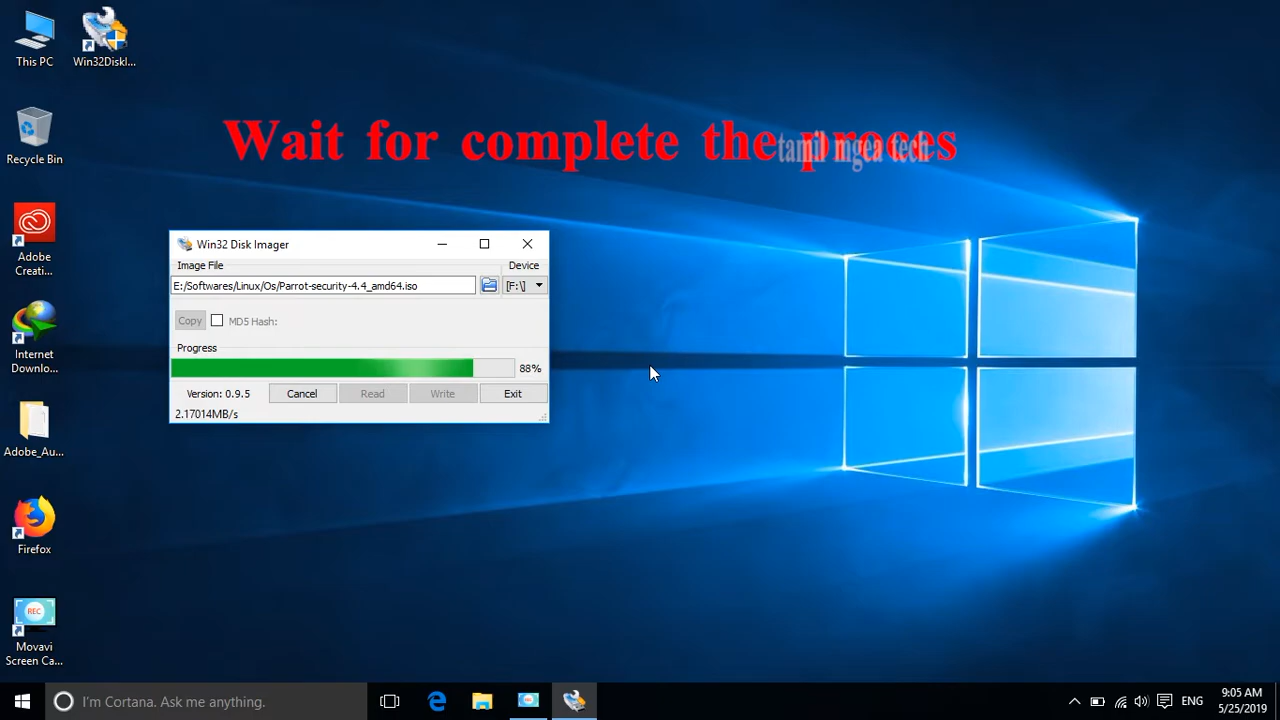 This PC
Win32DiskI...
Wait for complete the proces
tamil mgea tech
Recycle Bin
Adobe
Creati...
Win32 Disk Imager
Image File
Device
E:/Softwares/Linux/Os/Parrot-security-4.4_amd64.iso
[F:\]
Copy
MD5 Hash:
Progress
88%
Version: 0.9.5
Cancel
Read
Write
Exit
2.17014MB/s
Internet
Downlo...
Adobe_Au...
Firefox
REC
Movavi
Screen Ca...
I'm Cortana. Ask me anything.
ENG
9:05 AM
5/25/2019